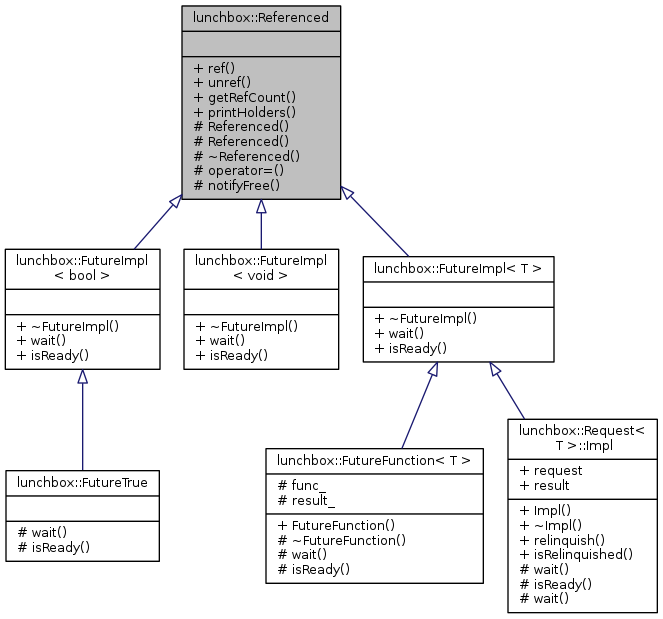 lunchbox::Referenced
+ ref()
+ unref()
+ getRefCount()
+ printHolders()
# Referenced()
# Referenced()
# ~Referenced()
# operator=()
# notifyFree()
lunchbox::FutureImpl
< bool >
+ ~FutureImpl()
+ wait()
+ isReady()
lunchbox::FutureImpl
< void >
+ ~FutureImpl()
+ wait()
+ isReady()
lunchbox::FutureImpl< T >
+ ~FutureImpl()
+ wait()
+ isReady()
lunchbox::FutureTrue
# wait()
# isReady()
lunchbox::FutureFunction< T >
# func_
# result_
+ FutureFunction()
# ~FutureFunction()
# wait()
# isReady()
lunchbox::Request<
T >::Impl
+ request
+ result
+ Impl()
+ ~Impl()
+ relinquish()
+ isRelinquished()
# wait()
# isReady()
# wait()